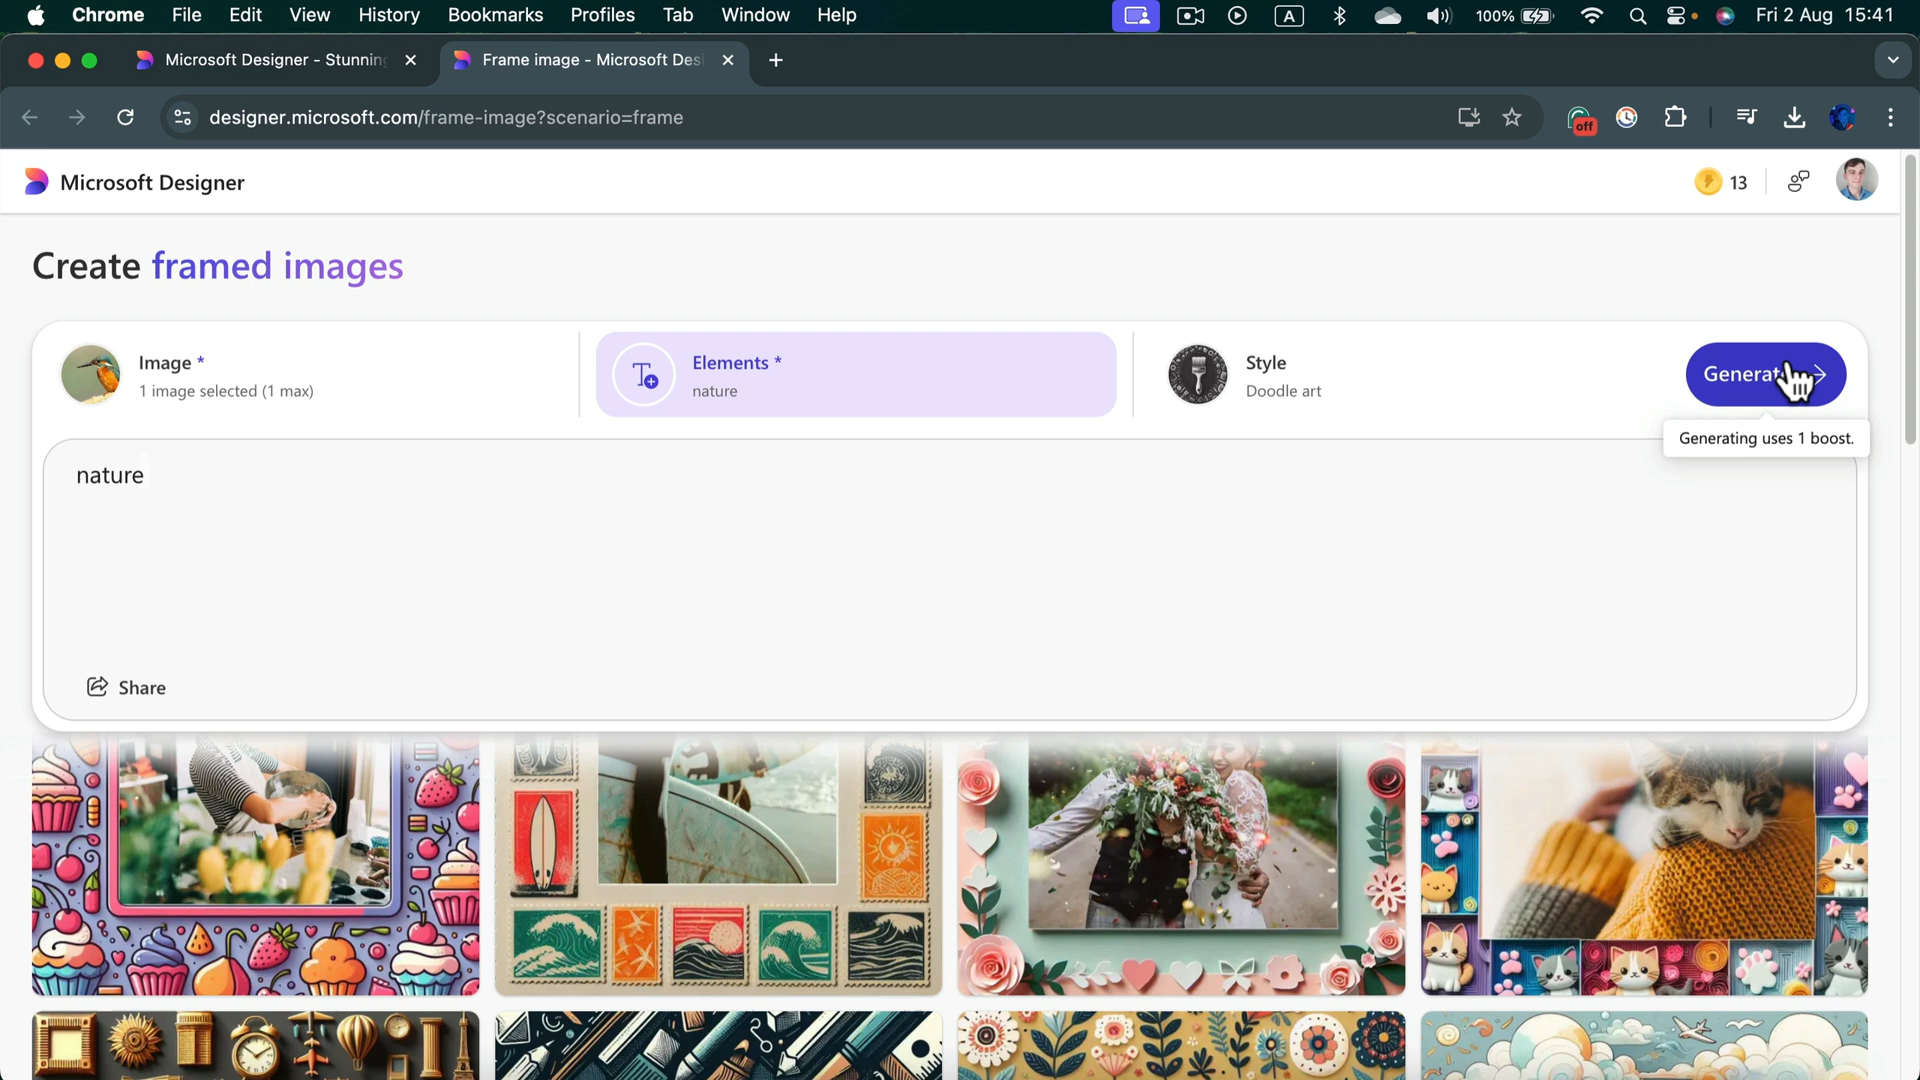 Chrome File Edit View History Bookmarks Profiles Tab Window Help A 100% Fri 2 Aug 15:41
Microsoft Designer - Stunning
Frame image - Microsoft Des
designer.microsoft.com/frame-image?scenario=frame
off
Microsoft Designer
13
Create framed images
Image *
1 image selected (1 max)
Elements *
nature
Style
Doodle art
Generate
Generating uses 1 boost.
nature
Share